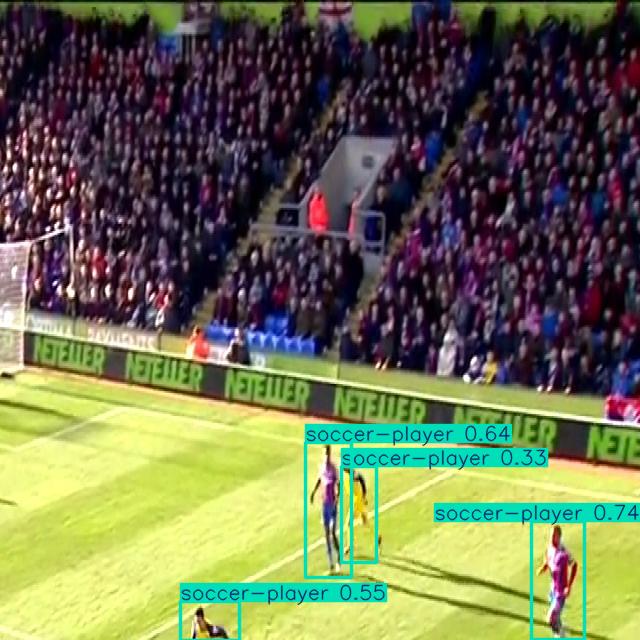 NETELLER NETELLER NETELLER NETELLER NETELLER NETE
soccer-player 0.64
soccer-player 0.33
soccer-player 0.74
soccer-player 0.55